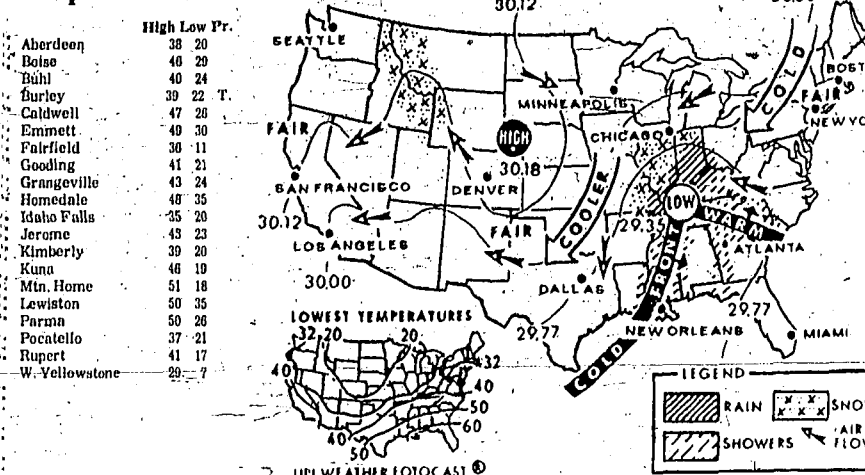 High Low Pr.
Aberdeen 38 20
Boise 46 29
Buhl 40 24
Burley 39 22 T.
Caldwell 47 26
Emmett 49 30
Fairfield 36 11
Gooding 41 21
Grangeville 43 24
Homedale 48 35
Idaho Falls 35 20
Jerome 43 23
Kimberly 39 20
Kuna 46 19
Mtn. Home 51 18
Lewiston 50 35
Parma 50 26
Pocatello 37 21
Rupert 41 17
W. Yellowstone 29 7
30.12
SEATTLE
COLD
BOST
FAIR
NEW YO
MINNEAPOLIS
FAIR
HIGH
CHICAGO
30.18
SAN FRANCISCO
DENVER
COOLER
LOW
30.12
29.35
WARM
LOS ANGELES
FAIR
ATLANTA
30.00
DALLAS
FRONT
29.77
29.77
NEW ORLEANS
MIAMI
COLD
LOWEST TEMPERATURES
32 20
20
32
40
40
50
60
40
50
UPI WEATHER FOTOCAST ®
LEGEND
RAIN
SNO
SHOWERS
AIR
FLOW